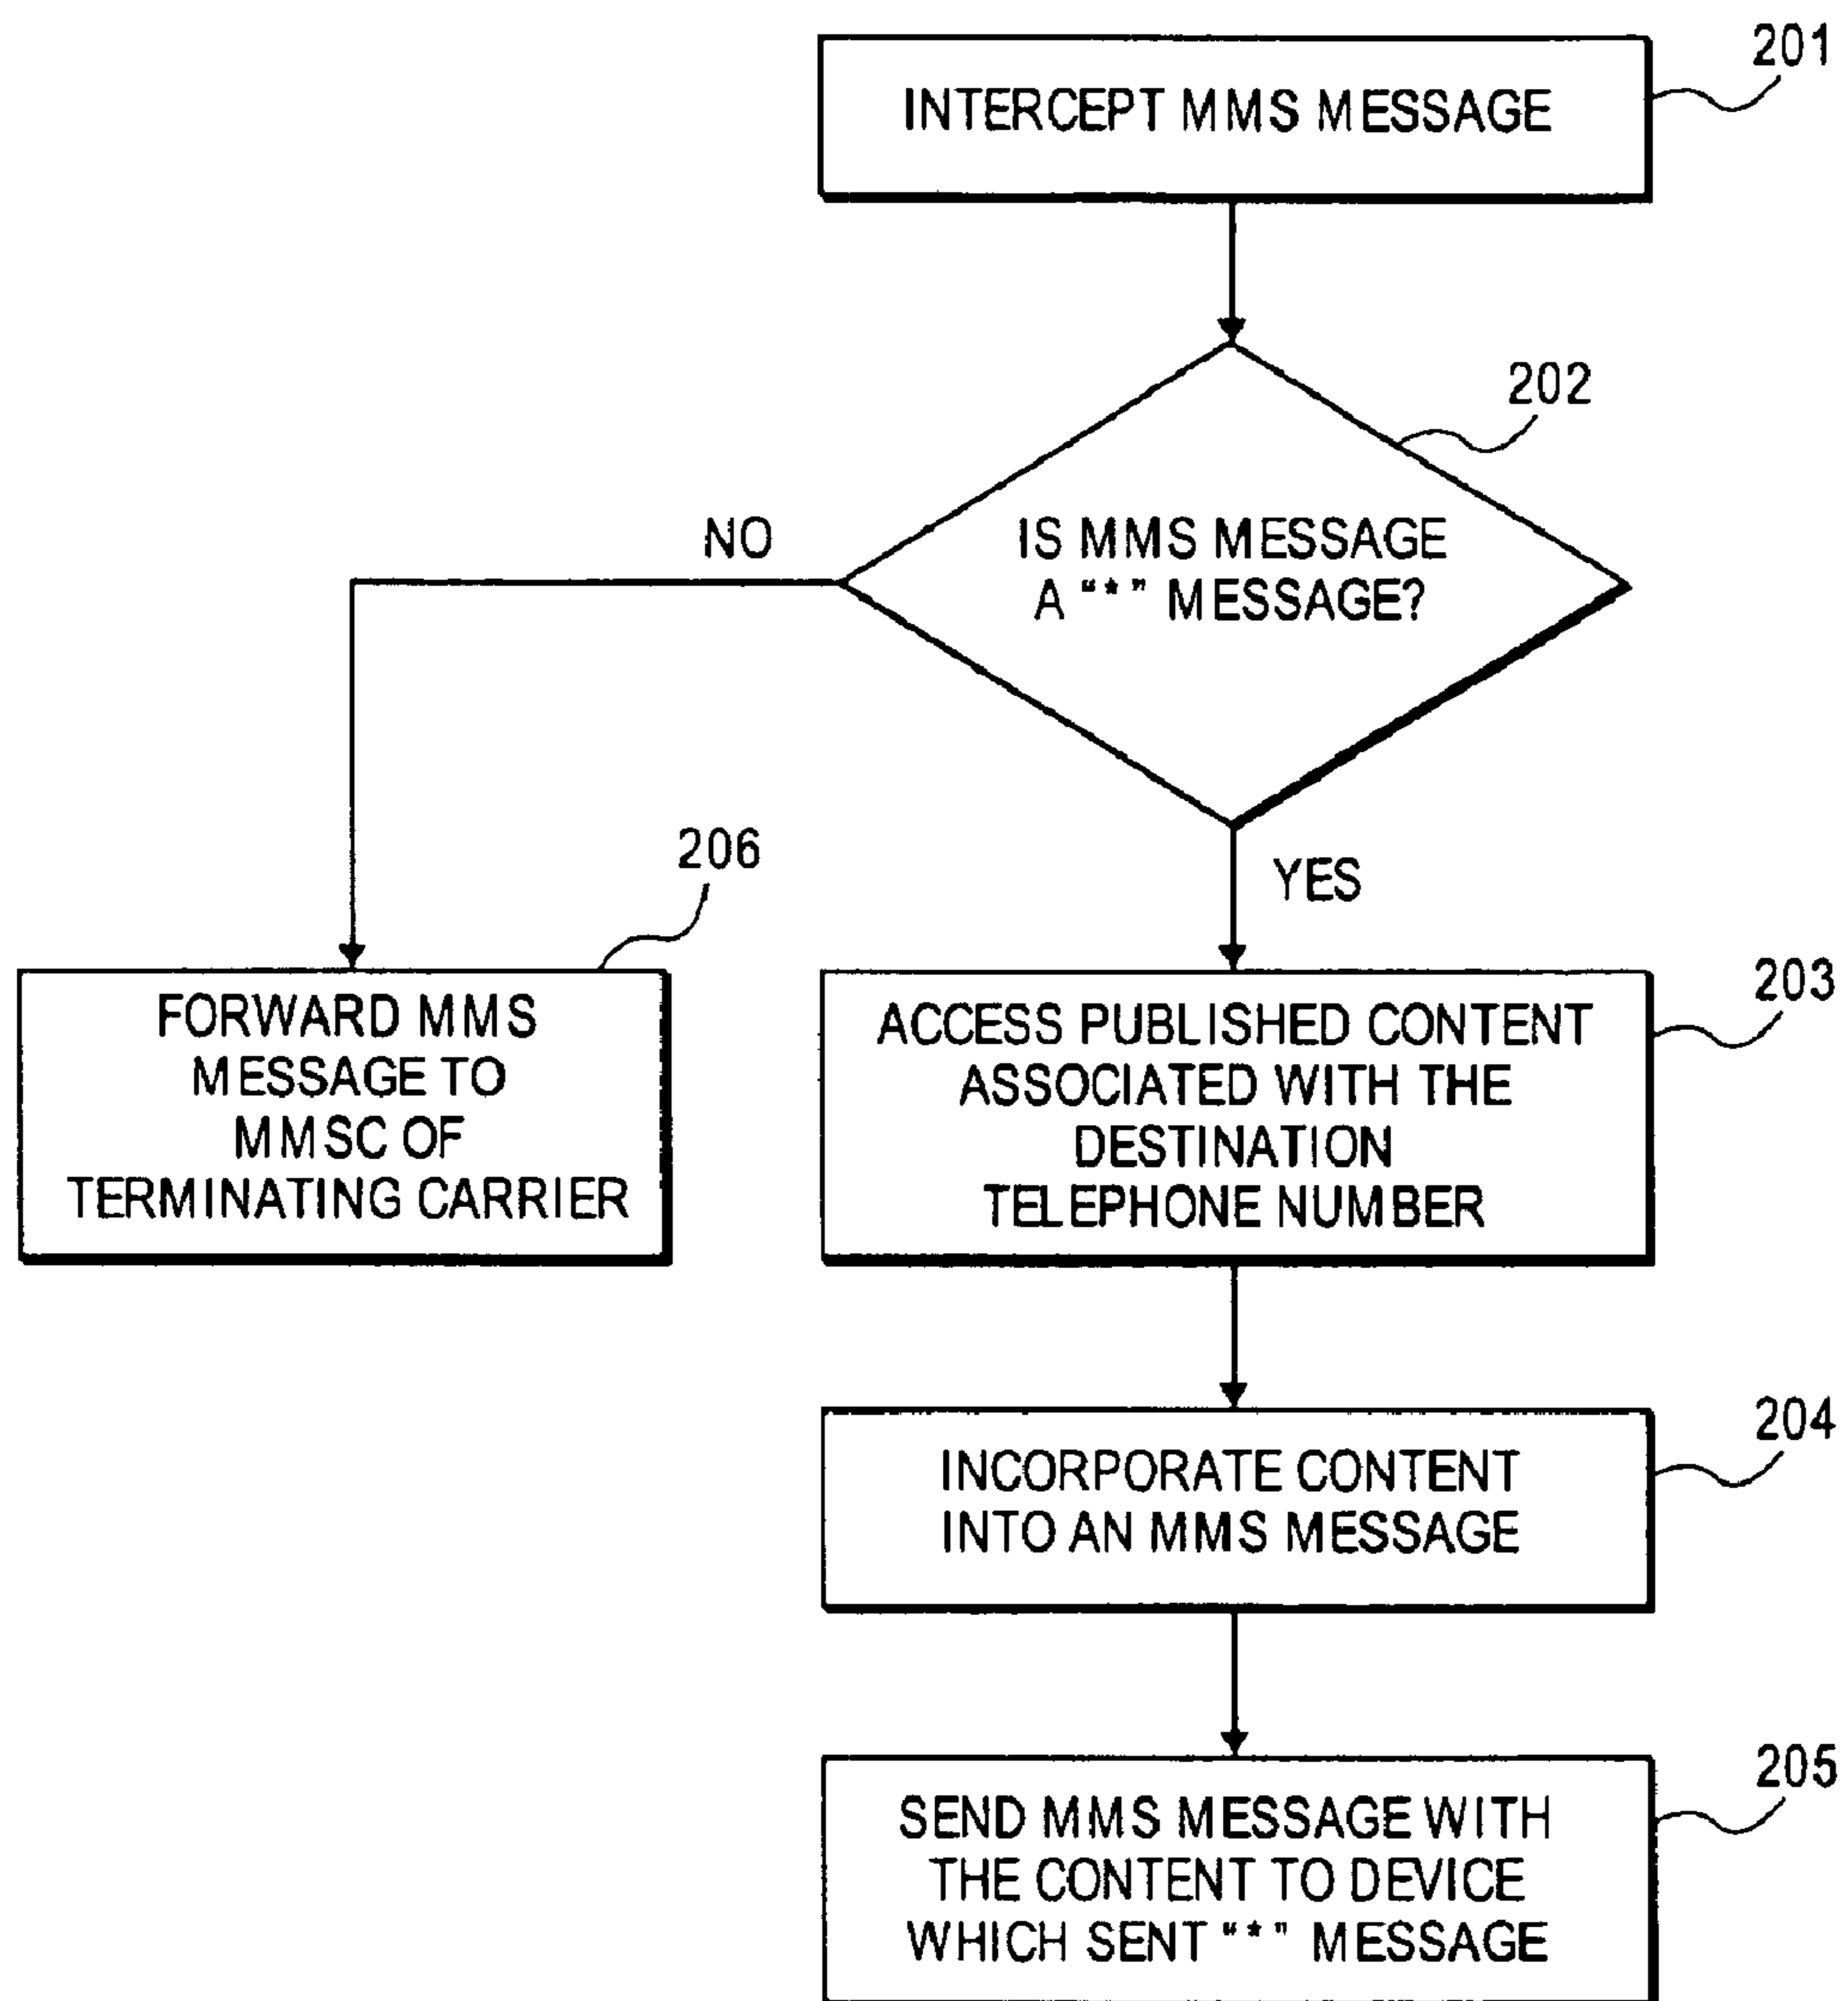 201
INTERCEPT MMS MESSAGE
202
IS MMS MESSAGE
A "*" MESSAGE?
NO
YES
206
FORWARD MMS
MESSAGE TO
MMSC OF
TERMINATING CARRIER
203
ACCESS PUBLISHED CONTENT
ASSOCIATED WITH THE
DESTINATION
TELEPHONE NUMBER
204
INCORPORATE CONTENT
INTO AN MMS MESSAGE
205
SEND MMS MESSAGE WITH
THE CONTENT TO DEVICE
WHICH SENT "*" MESSAGE